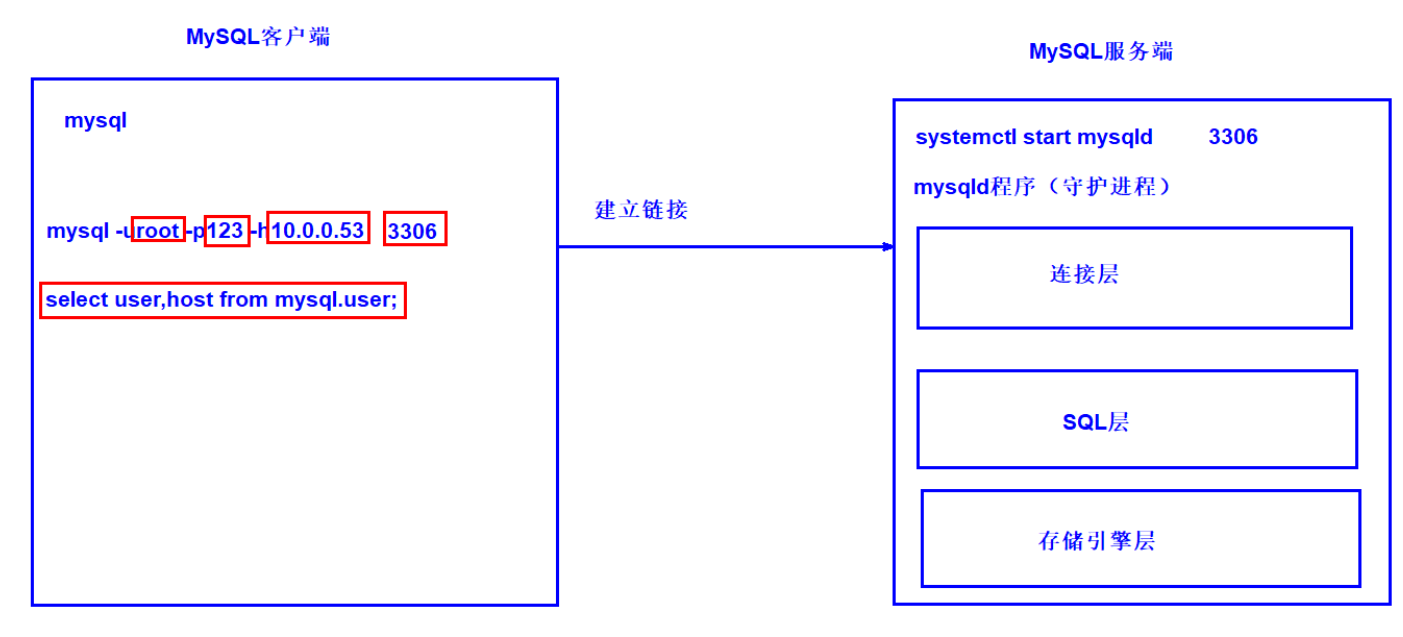 MySQL客户端
mysql
mysql -uroot -p123 -h10.0.0.53 3306
select user,host from mysql.user;
建立链接
MySQL服务端
systemctl start mysqld 3306
mysqld程序（守护进程）
连接层
SQL层
存储引擎层